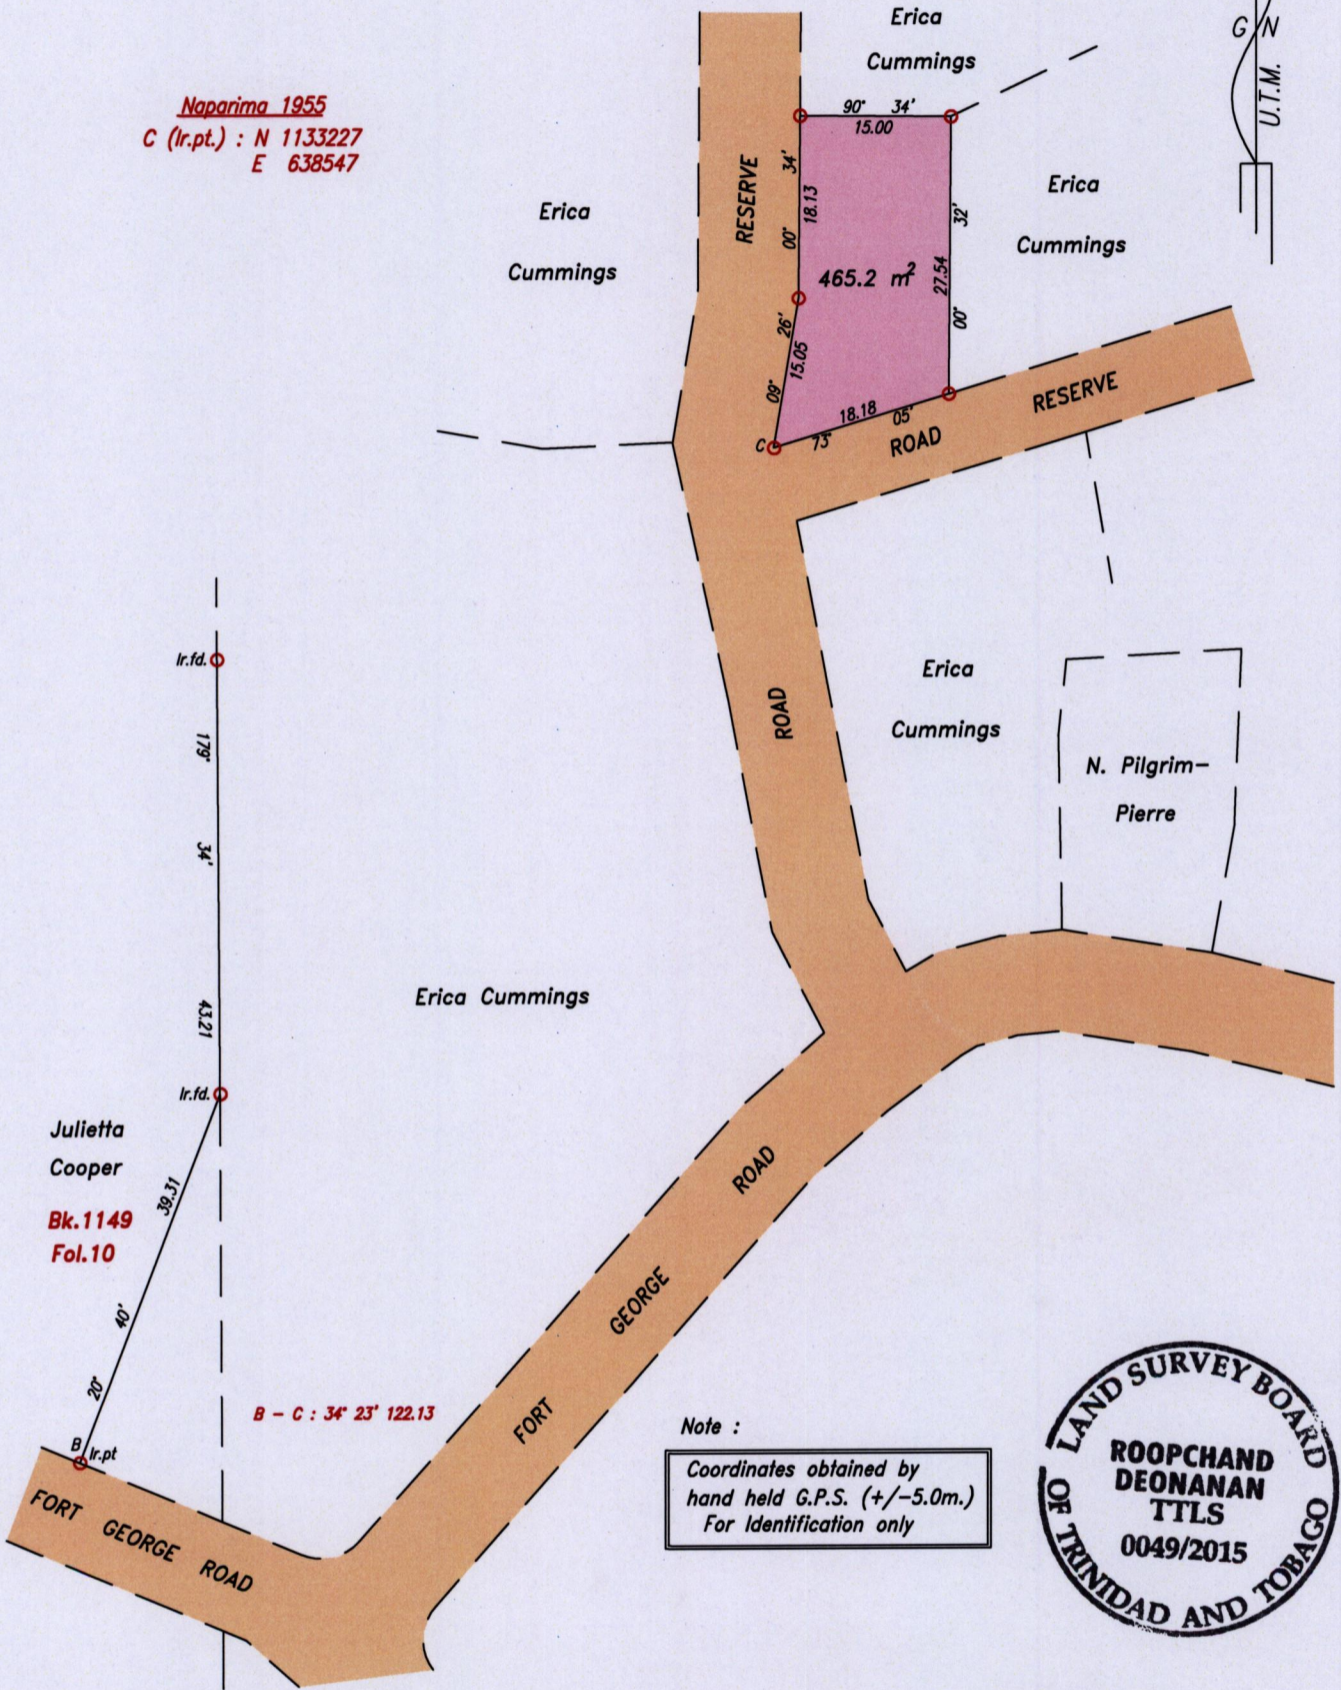 Erica
Cummings
G N
U.T.M.
Naparima 1955
C (Ir.pt.) : N 1133227
E 638547
90° 34'
15.00
RESERVE
00° 34'
18.13
465.2 m²
00° 32'
27.54
Erica
Cummings
Erica
Cummings
09° 26'
15.05
C
73° 05'
18.18
ROAD RESERVE
Ir.fd.
179° 34' 43.21
ROAD
Erica
Cummings
N. Pilgrim-
Pierre
Erica Cummings
Ir.fd.
Julietta
Cooper
Bk.1149
Fol.10
20° 40' 39.31
B Ir.pt
B - C : 34° 23' 122.13
FORT GEORGE ROAD
FORT GEORGE ROAD
Note :
Coordinates obtained by
hand held G.P.S. (+/-5.0m.)
For Identification only
LAND SURVEY BOARD
ROOPCHAND
DEONANAN
TTLS
0049/2015
OF TRINIDAD AND TOBAGO